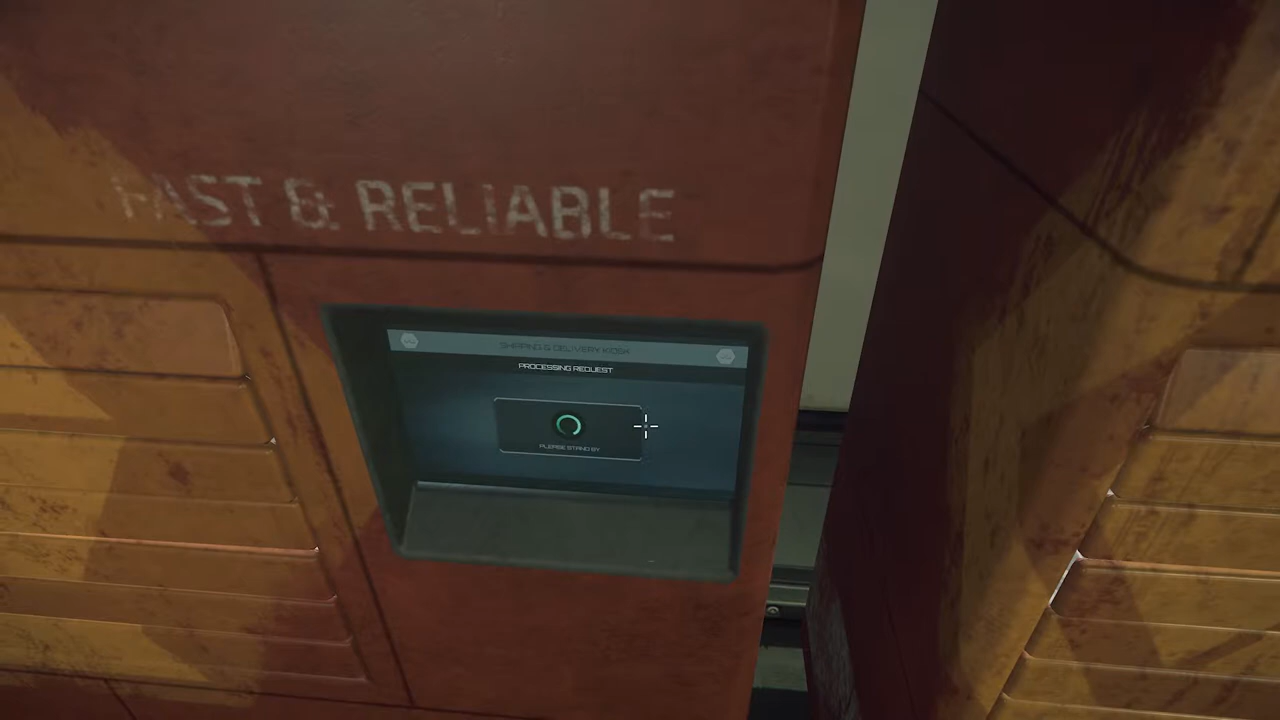 FAST & RELIABLE
SHIPPING & DELIVERY KIOSK
PROCESSING REQUEST
PLEASE STAND BY